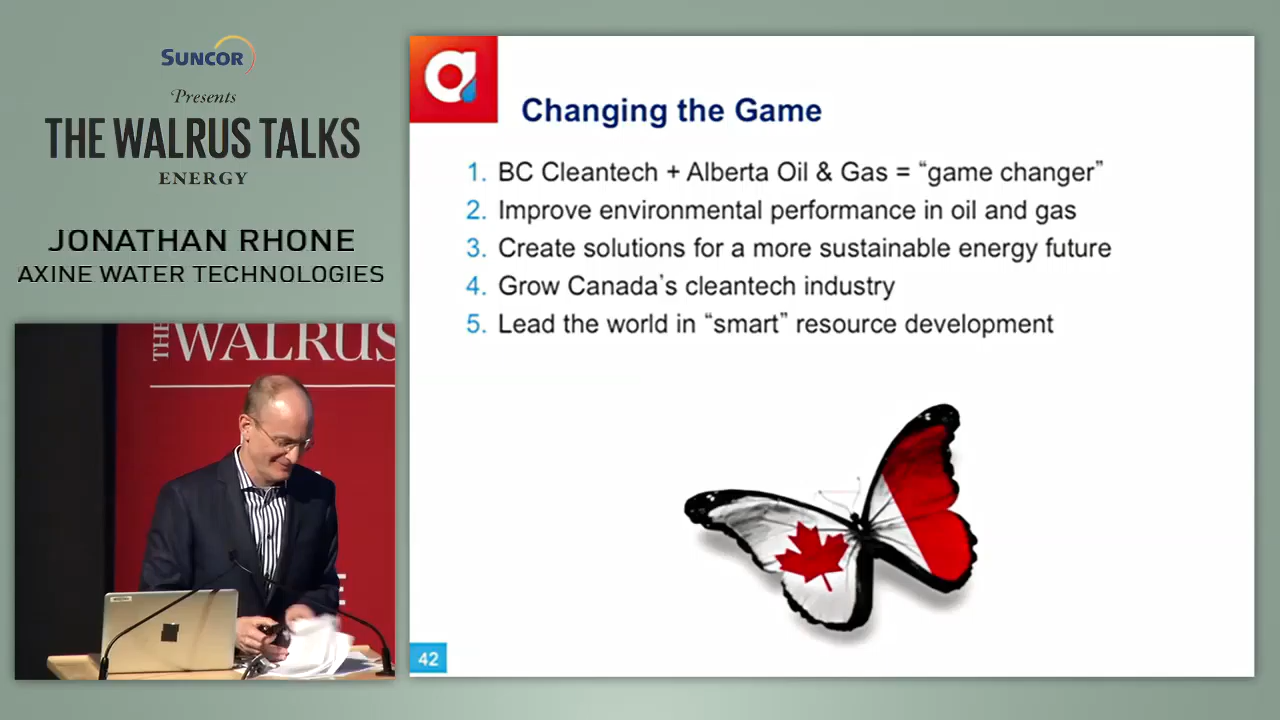 SUNCOR
Presents
THE WALRUS TALKS
ENERGY
JONATHAN RHONE
AXINE WATER TECHNOLOGIES
THE WALRUS
Changing the Game
1. BC Cleantech + Alberta Oil & Gas = “game changer”
2. Improve environmental performance in oil and gas
3. Create solutions for a more sustainable energy future
4. Grow Canada’s cleantech industry
5. Lead the world in “smart” resource development
42